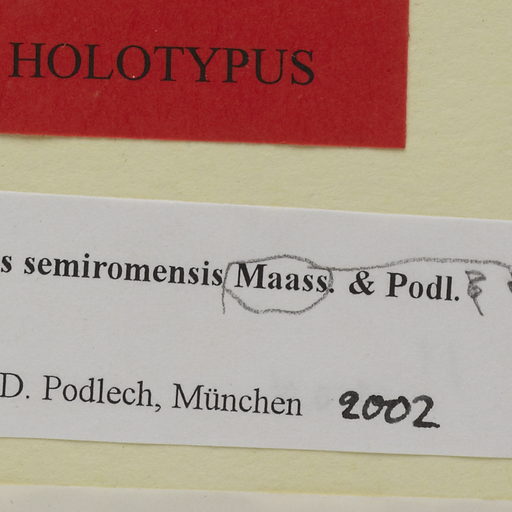 HOLOTYPUS
s semiromensis Maass. & Podl. &
D. Podlech, München 2002